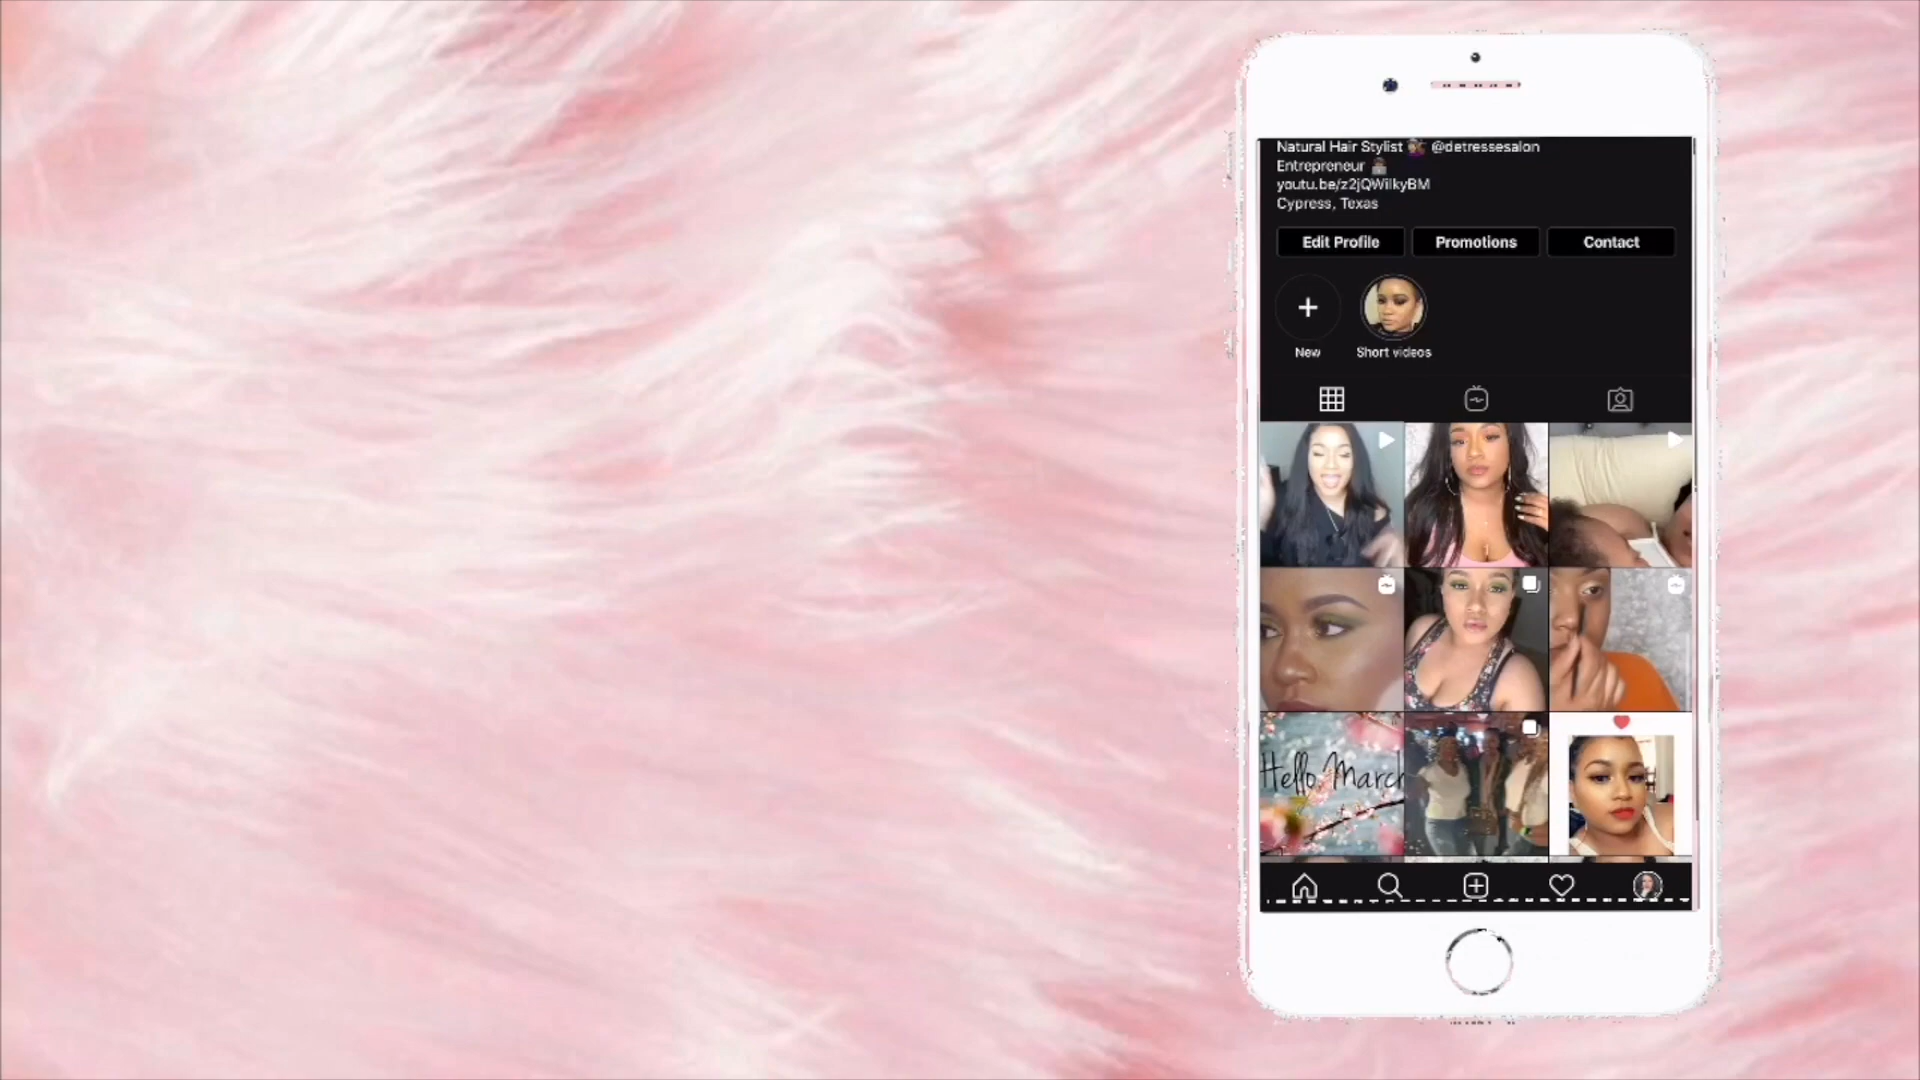 Natural Hair Stylist @detressesalon
Entrepreneur
youtu.be/z2jQWilkyBM
Cypress, Texas
Edit Profile
Promotions
Contact
New
Short videos
Hello, March